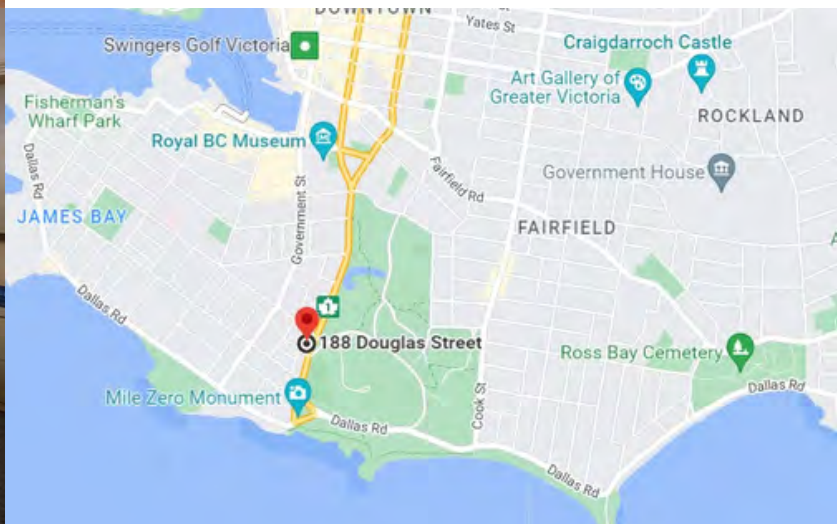 DOWNTOWN
Yates St
Swingers Golf Victoria
Craigdarroch Castle
Art Gallery of
Greater Victoria
Fisherman's
Wharf Park
ROCKLAND
Royal BC Museum
Fairfield Rd
Government House
Dallas Rd
JAMES BAY
Government St
FAIRFIELD
Dallas Rd
1
188 Douglas Street
Ross Bay Cemetery
Mile Zero Monument
Dallas Rd
Cook St
Dallas Rd
Dallas Rd